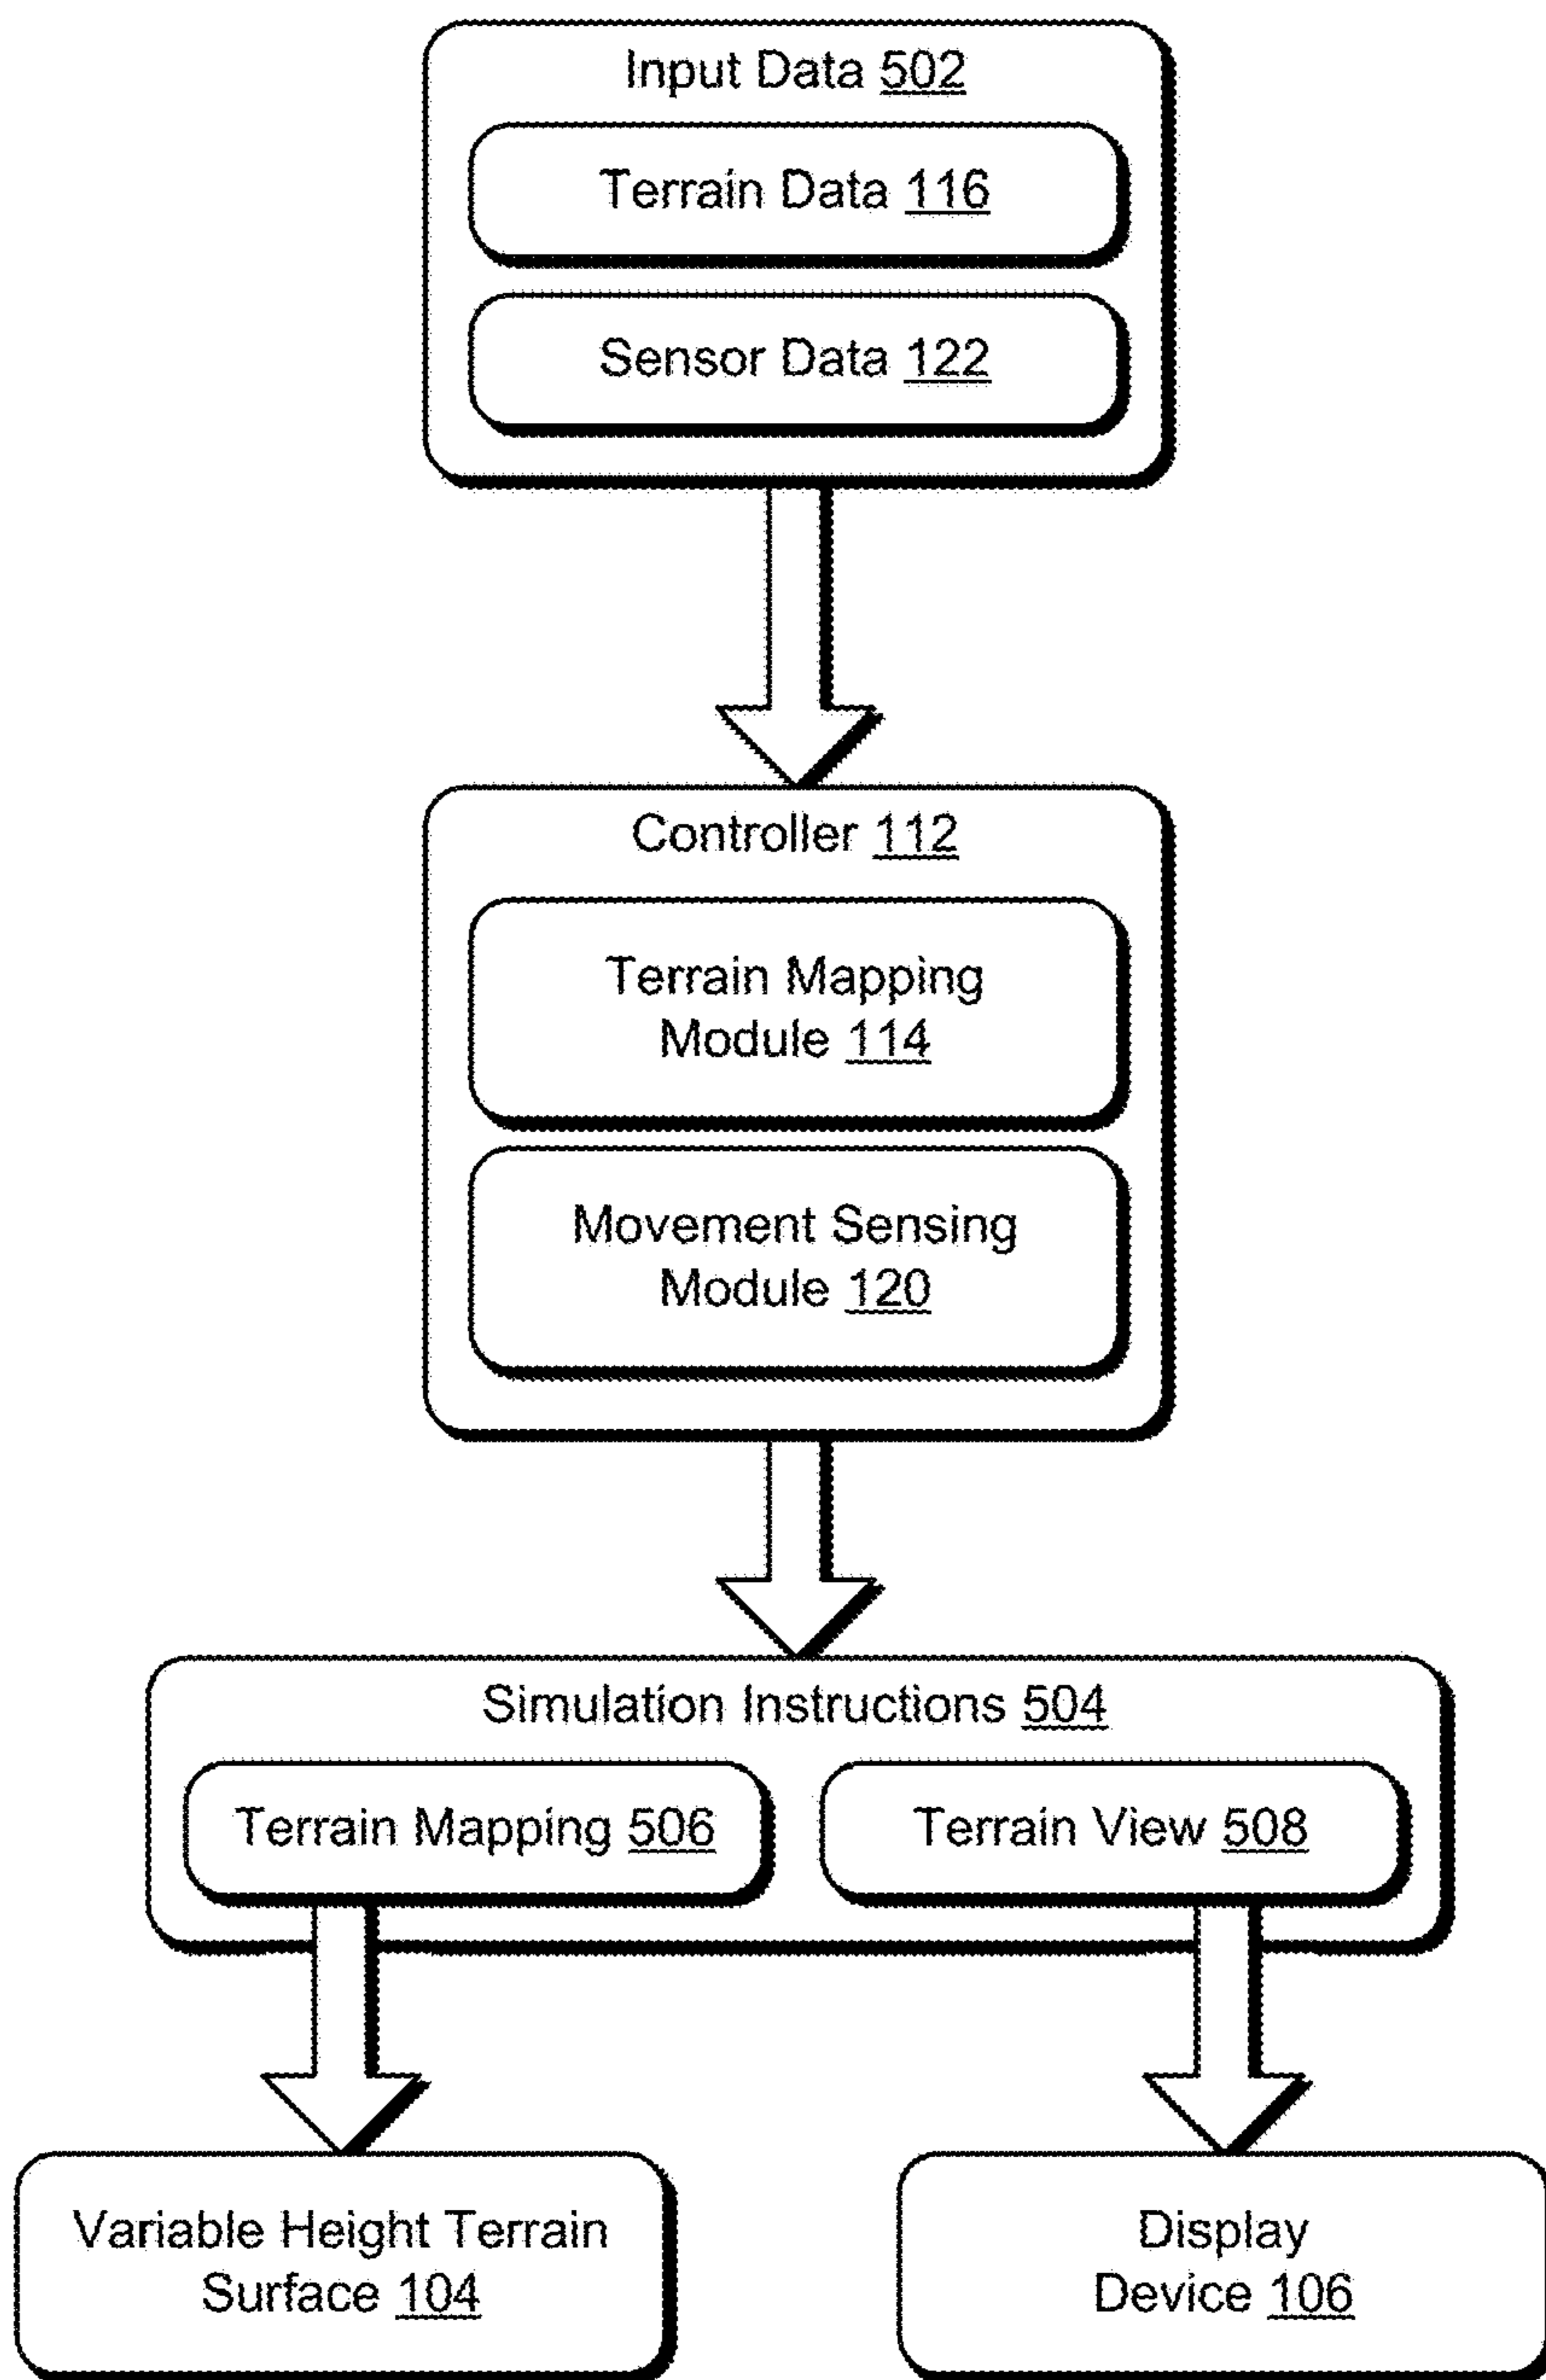 Input Data 502
Terrain Data 116
Sensor Data 122
Controller 112
Terrain Mapping
Module 114
Movement Sensing
Module 120
Simulation Instructions 504
Terrain Mapping 506
Terrain View 508
Variable Height Terrain
Surface 104
Display
Device 106